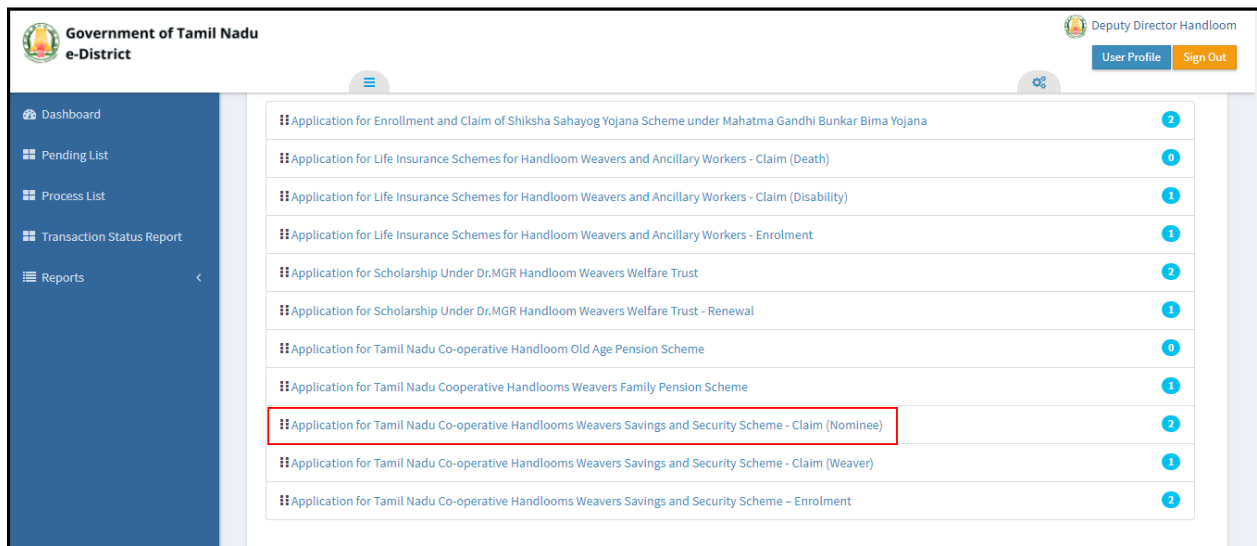 Government of Tamil Nadu
e-District
Deputy Director Handloom
User Profile
Sign Out
Dashboard
Pending List
Process List
Transaction Status Report
Reports
Application for Enrollment and Claim of Shiksha Sahayog Yojana Scheme under Mahatma Gandhi Bunkar Bima Yojana 2
Application for Life Insurance Schemes for Handloom Weavers and Ancillary Workers - Claim (Death) 0
Application for Life Insurance Schemes for Handloom Weavers and Ancillary Workers - Claim (Disability) 1
Application for Life Insurance Schemes for Handloom Weavers and Ancillary Workers - Enrolment 1
Application for Scholarship Under Dr.MGR Handloom Weavers Welfare Trust 2
Application for Scholarship Under Dr.MGR Handloom Weavers Welfare Trust - Renewal 1
Application for Tamil Nadu Co-operative Handloom Old Age Pension Scheme 0
Application for Tamil Nadu Cooperative Handlooms Weavers Family Pension Scheme 1
Application for Tamil Nadu Co-operative Handlooms Weavers Savings and Security Scheme - Claim (Nominee) 2
Application for Tamil Nadu Co-operative Handlooms Weavers Savings and Security Scheme - Claim (Weaver) 1
Application for Tamil Nadu Co-operative Handlooms Weavers Savings and Security Scheme – Enrolment 2